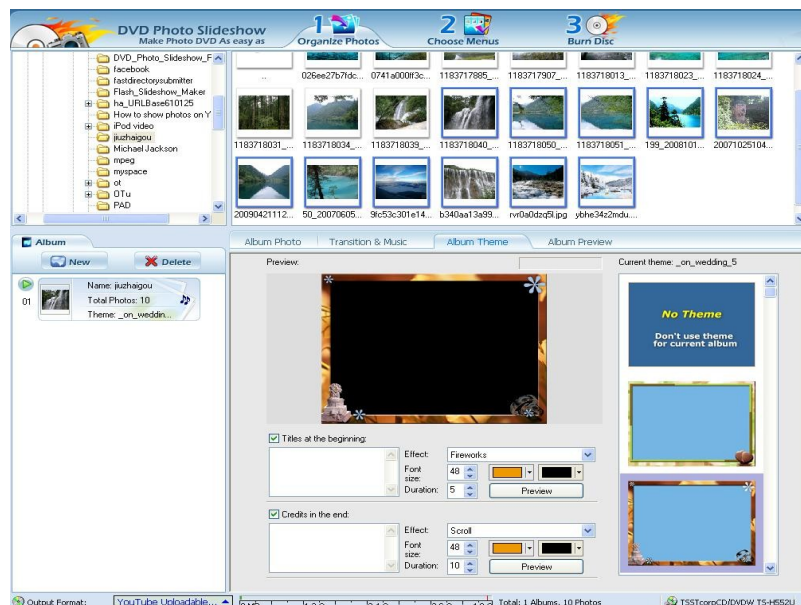 DVD Photo Slideshow
Make Photo DVD As easy as
1
Organize Photos
2
Choose Menus
3
Burn Disc
DVD_Photo_Slideshow_F
facebook
fastdirectorysubmitter
Flash_Slideshow_Maker
ha_URLBase610125
How to show photos on Y
iPod video
jiuzhaigou
Michael Jackson
mpeg
myspace
ot
OTu
PAD
..
026ee27b7fdc...
0741a000ff3c...
1183717885_...
1183717907_...
1183718013_...
1183718023_...
1183718024_...
1183718031_...
1183718034_...
1183718039_...
1183718040_...
1183718050_...
1183718051_...
199_2008101...
20071025104...
20090421112...
50_20070605...
9fc53c301e14...
b340aa13a99...
rvr0a0dzq5l.jpg
ybhe34z2mdu...
Album
New
Delete
01
Name: jiuzhaigou
Total Photos: 10
Theme: _on_weddin...
Album Photo
Transition & Music
Album Theme
Album Preview
Preview:
Current theme: _on_wedding_5
No Theme
Don't use theme
for current album
Titles at the beginning:
Effect:
Fireworks
Font size:
48
Duration:
5
Preview
Credits in the end:
Effect:
Scroll
Font size:
48
Duration:
10
Preview
Output Format:
YouTube Uploadable...
Total: 1 Albums, 10 Photos
TSSTcorpCD/DVDW TS-H552U